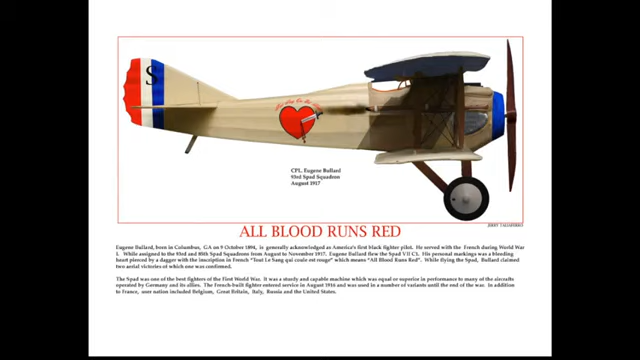 S
CPL. Eugene Bullard
93rd Spad Squadron
August 1917
JERRY TALIAFERRO
ALL BLOOD RUNS RED
Eugene Bullard, born in Columbus, GA on 9 October 1894, is generally acknowledged as America's first black fighter pilot. He served with the French during World War
I. While assigned to the 93rd and 85th Spad Squadrons from August to November 1917. Eugene Bullard flew the Spad VII C1. His personal markings was a bleeding
heart pierced by a dagger with the inscription in French "Tout Le Sang qui coule est rouge" which means "All Blood Runs Red". While flying the Spad, Bullard claimed
two aerial victories of which one was confirmed.
The Spad was one of the best fighters of the First World War. It was a sturdy and capable machine which was equal or superior in performance to many of the aircrafts
operated by Germany and its allies. The French-built fighter entered service in August 1916 and was used in a number of variants until the end of the war. In addition
to France, user nation included Belgium, Great Britain, Italy, Russia and the United States.